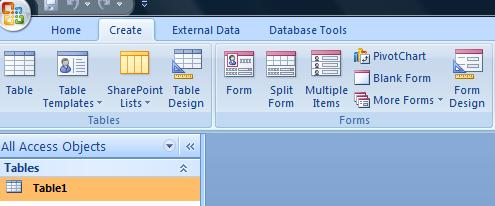 Home Create External Data Database Tools
Table Table Templates SharePoint Lists Table Design Form Split Form Multiple Items PivotChart Blank Form More Forms Form Design
Tables Forms
All Access Objects
Tables
Table1